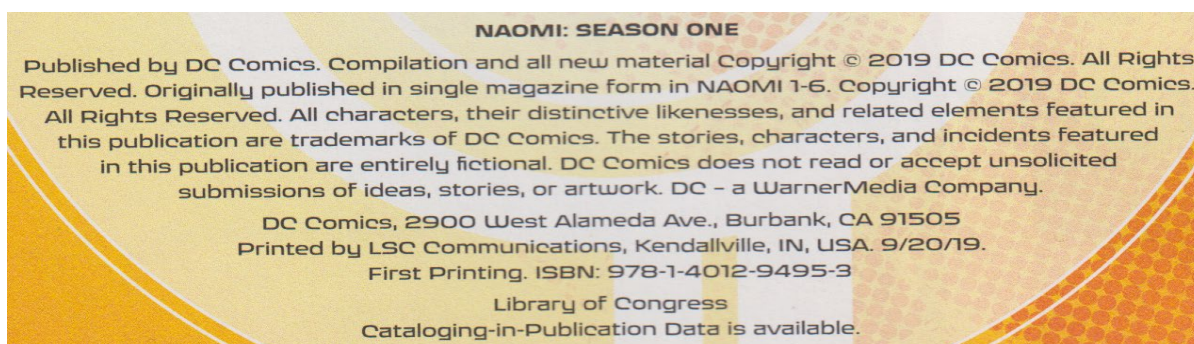 NAOMI: SEASON ONE
Published by DC Comics. Compilation and all new material Copyright © 2019 DC Comics. All Rights
Reserved. Originally published in single magazine form in NAOMI 1-6. Copyright © 2019 DC Comics.
All Rights Reserved. All characters, their distinctive likenesses, and related elements featured in
this publication are trademarks of DC Comics. The stories, characters, and incidents featured
in this publication are entirely fictional. DC Comics does not read or accept unsolicited
submissions of ideas, stories, or artwork. DC – a WarnerMedia Company.
DC Comics, 2900 West Alameda Ave., Burbank, CA 91505
Printed by LSC Communications, Kendallville, IN, USA. 9/20/19.
First Printing. ISBN: 978-1-4012-9495-3
Library of Congress
Cataloging-in-Publication Data is available.